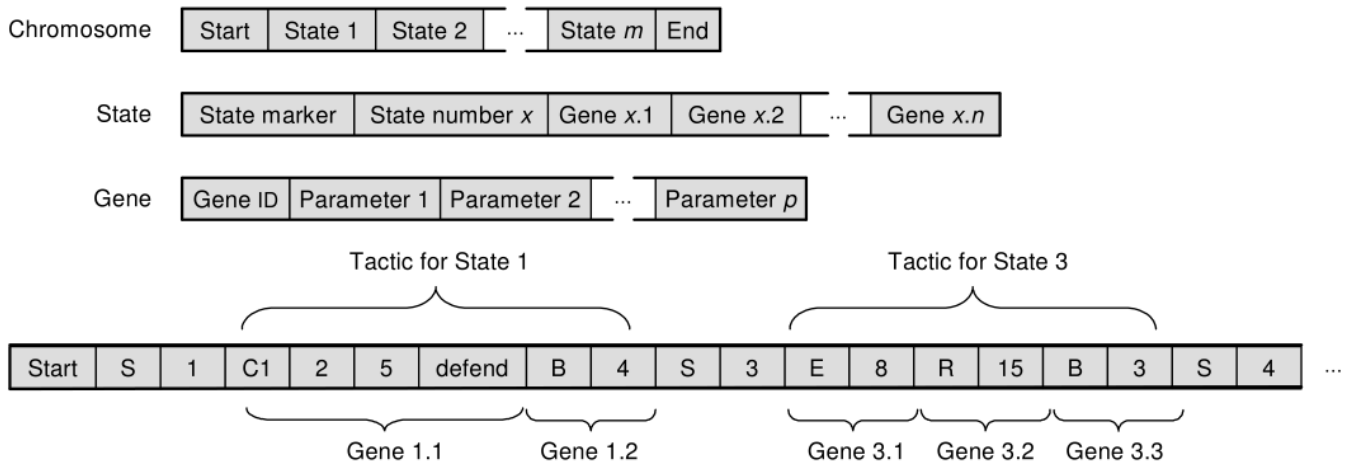 Chromosome Start State 1 State 2 ... State m End
State State marker State number x Gene x.1 Gene x.2 ... Gene x.n
Gene Gene ID Parameter 1 Parameter 2 ... Parameter p
Tactic for State 1 Tactic for State 3
Start S 1 C1 2 5 defend B 4 S 3 E 8 R 15 B 3 S 4 ...
Gene 1.1 Gene 1.2 Gene 3.1 Gene 3.2 Gene 3.3